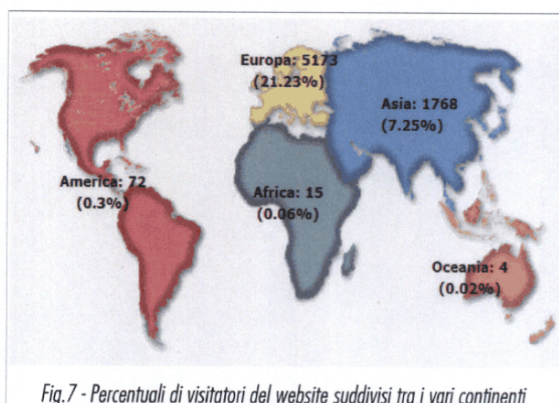 Europa: 5173
(21.23%)
Asia: 1768
(7.25%)
America: 72
(0.3%)
Africa: 15
(0.06%)
Oceania: 4
(0.02%)
Fig.7 - Percentuali di visitatori del website suddivisi tra i vari continenti